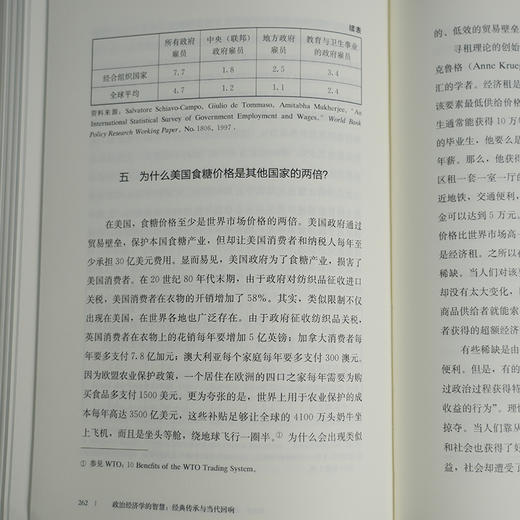 续表
所有政府 中央（联邦） 地方政府 教育与卫生事业
雇员 政府雇员 雇员 的政府雇员
经合组织国家 7.7 1.8 2.5 3.4
全球平均 4.7 1.2 1.1 2.4
资料来源：Salvatore Schiavo-Campo, Giulio de Tommaso, Amitabha Mukherjee, "An
International Statistical Survey of Government Employment and Wages," World Bank
Policy Research Working Paper, No. 1806, 1997.
五 为什么美国食糖价格是其他国家的两倍？
在美国，食糖价格至少是世界市场价格的两倍。美国政府通过
贸易壁垒，保护本国食糖产业，但却让美国消费者和纳税人每年至
少承担30亿美元费用。显而易见，美国政府为了食糖产业，损害了
美国消费者。在20世纪80年代末期，由于政府对纺织品征收进口
关税，美国消费者在衣物的开销增加了58%。其实，类似限制不仅
出现在美国，在世界各地也广泛存在。由于政府征收纺织品关税，
英国消费者在衣物上的花销每年要增加5亿英镑；加拿大消费者每
年要多支付7.8亿加元；澳大利亚每个家庭每年要多支付300澳元。
因为欧盟农业保护政策，一个居住在欧洲的四口之家每年需要为购
买食品多支付1500美元。更为夸张的是，世界上用于农业保护的成
本每年高达3500亿美元，这些补贴足够让全球的4100万头奶牛坐
上飞机，而且是坐头等舱，绕地球飞行一圈半。① 为什么会出现类似
① 参见WTO: 10 Benefits of the WTO Trading System。
262 | 政治经济学的智慧：经典传承与当代回响
的、低效的贸易壁垒
寻租理论的创始
克鲁格（Anne Krueg
汇的学者。经济租是
该要素最低供给价格
生通常能获得10万
的毕业生，他要么是
年薪。那么，他获得
区租一套一室一厅的
近地铁，交通便利，
金可以达到5万元。
价格比世界市场高一
是经济租。之所以
稀缺。当人们对该
却没有太大变化，
商品供给者就能索
者获得的超额经济
有些稀缺是由
便利。但是，有的
过政治过程获得特
收益的行为”。理
掠夺。当人们靠从
和社会也获得了好
益，社会却遭受了